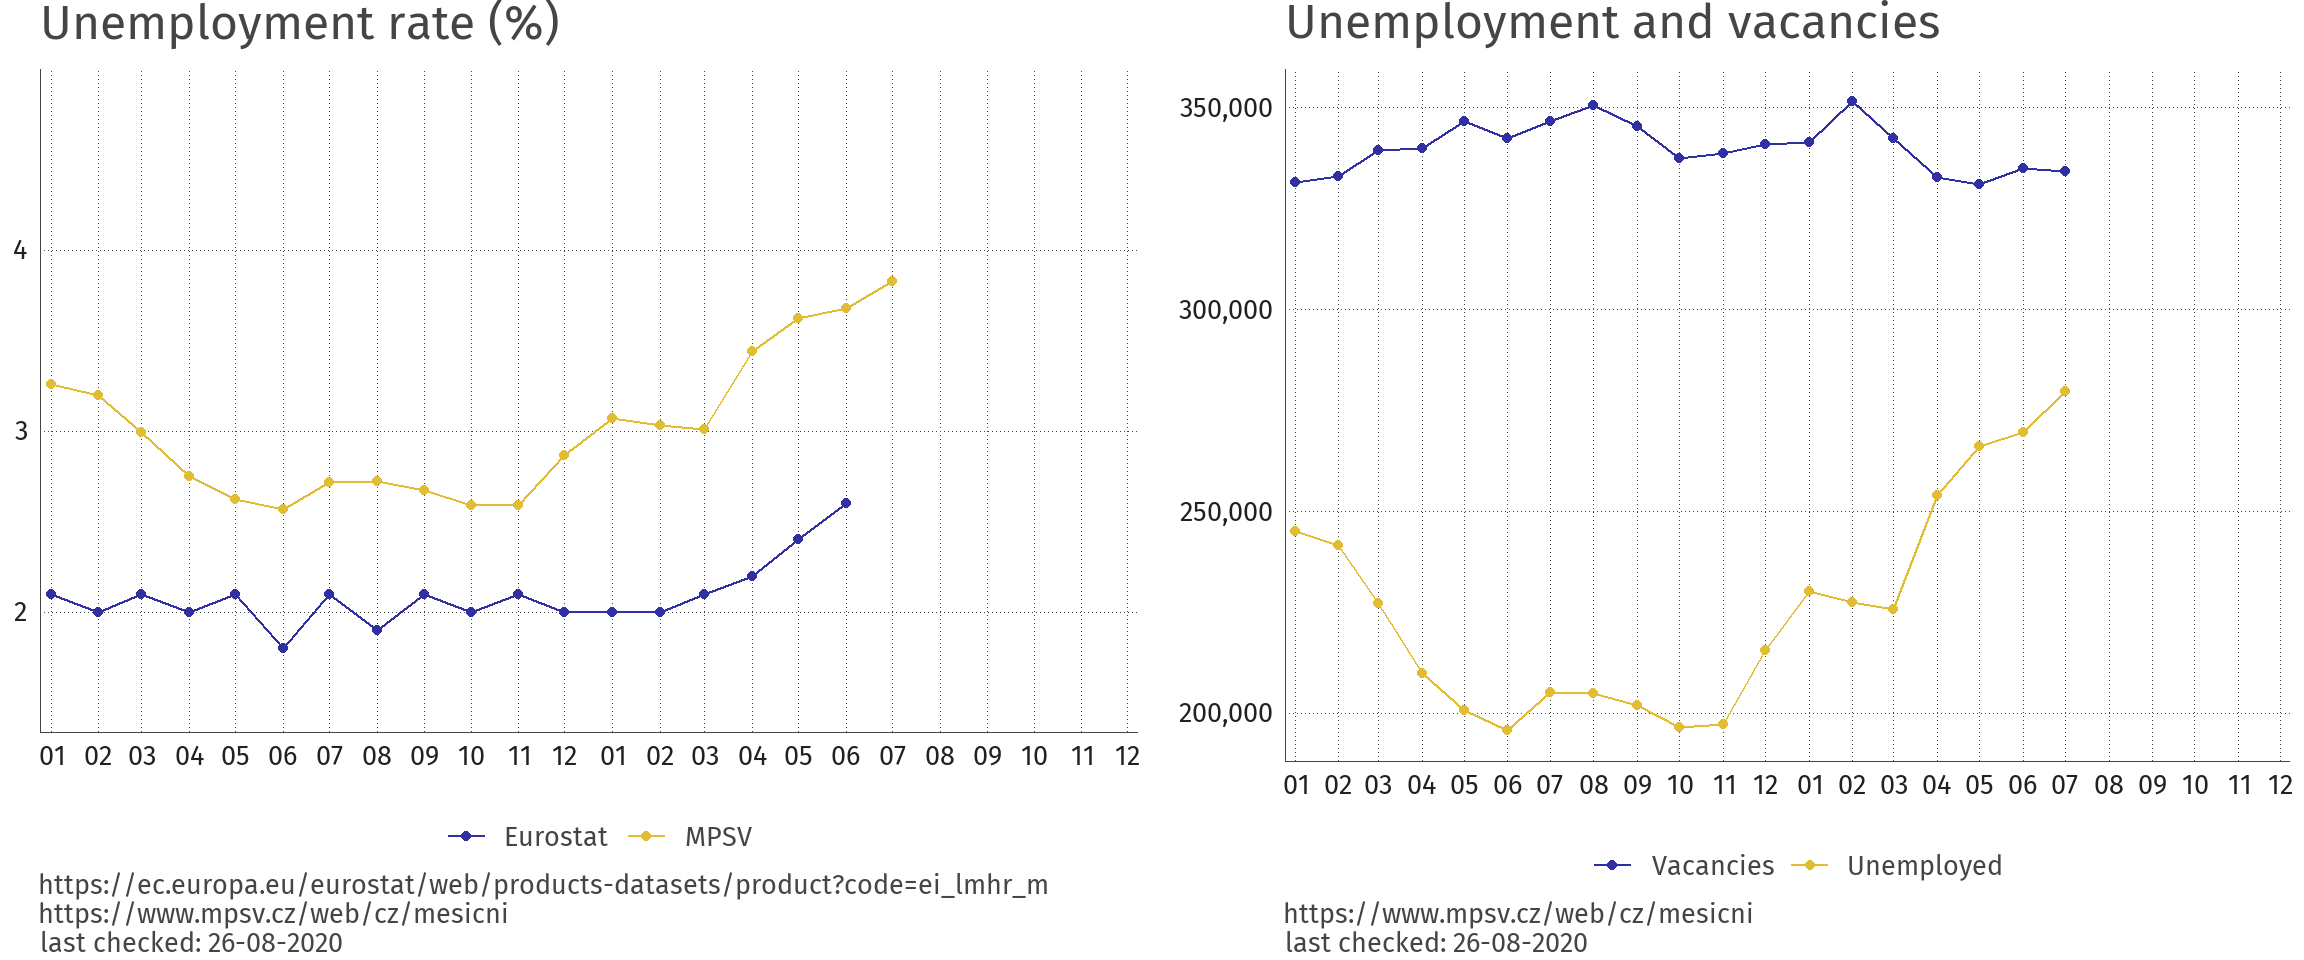 Unemployment rate (%)
4
3
2
01 02 03 04 05 06 07 08 09 10 11 12 01 02 03 04 05 06 07 08 09 10 11 12
Eurostat MPSV
https://ec.europa.eu/eurostat/web/products-datasets/product?code=ei_lmhr_m
https://www.mpsv.cz/web/cz/mesicni
last checked: 26-08-2020
Unemployment and vacancies
350,000
300,000
250,000
200,000
01 02 03 04 05 06 07 08 09 10 11 12 01 02 03 04 05 06 07 08 09 10 11 12
Vacancies Unemployed
https://www.mpsv.cz/web/cz/mesicni
last checked: 26-08-2020